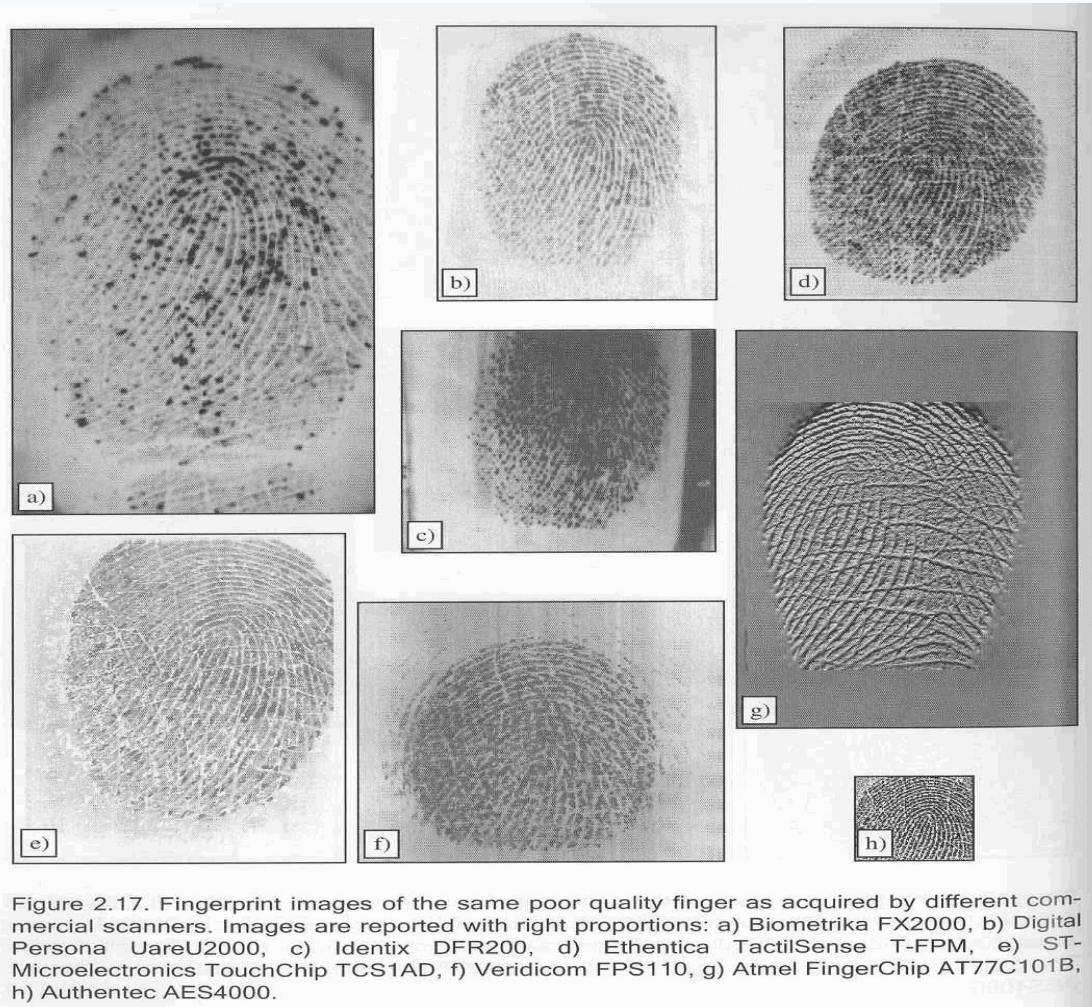 a)
b)
d)
c)
e)
f)
g)
h)
Figure 2.17. Fingerprint images of the same poor quality finger as acquired by different com-
mercial scanners. Images are reported with right proportions: a) Biometrika FX2000, b) Digital
Persona UareU2000, c) Identix DFR200, d) Ethentica TactilSense T-FPM, e) ST-
Microelectronics TouchChip TCS1AD, f) Veridicom FPS110, g) Atmel FingerChip AT77C101B,
h) Authentec AES4000.